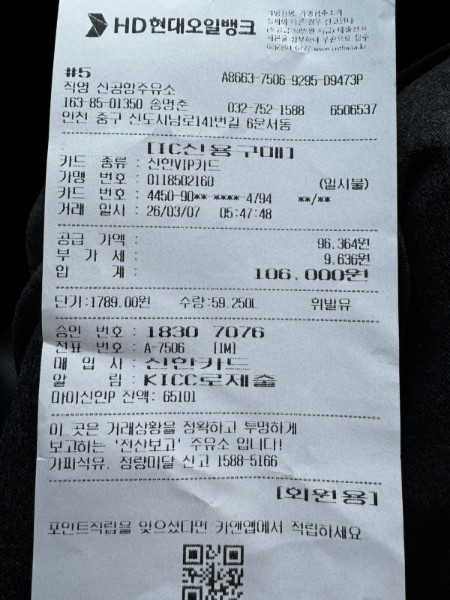 HD현대오일뱅크
#5
A8663-7506-9295-D9473P
직영 신공항주유소
163-85-01350 송명춘 032-752-1588 6506537
인천 중구 신도시남로141번길 6운서동
[IC신용구매]
카드 종류 : 신한VIP카드
가맹 번호 : 0118502160 (일시불)
카드 번호 : 4450-90** **** 4794 **/**
거래 일시 : 26/03/07 05:47:48
공급 가액 : 96,364원
부 가 세 : 9,636원
합 계 : 106,000원
단가:1789.00원 수량:59.250L 휘발유
승인 번호 : 1830 7076
전표 번호 : A-7506 [IM]
매 입 사 : 신한카드
알 림 : KICC로제출
마이신한P 잔액: 65101
이 곳은 거래상황을 정확하고 투명하게
보고하는 '전산보고' 주유소 입니다!
가짜석유, 정량미달 신고 1588-5166
[회원용]
포인트적립을 잊으셨다면 카앤앱에서 적립하세요